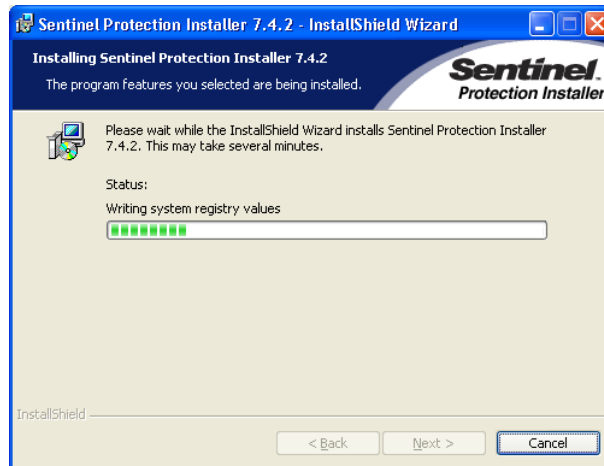 Sentinel Protection Installer 7.4.2 - InstallShield Wizard
Installing Sentinel Protection Installer 7.4.2
The program features you selected are being installed.
Sentinel.
Protection Installer
Please wait while the InstallShield Wizard installs Sentinel Protection Installer
7.4.2. This may take several minutes.
Status:
Writing system registry values
InstallShield
< Back
Next >
Cancel